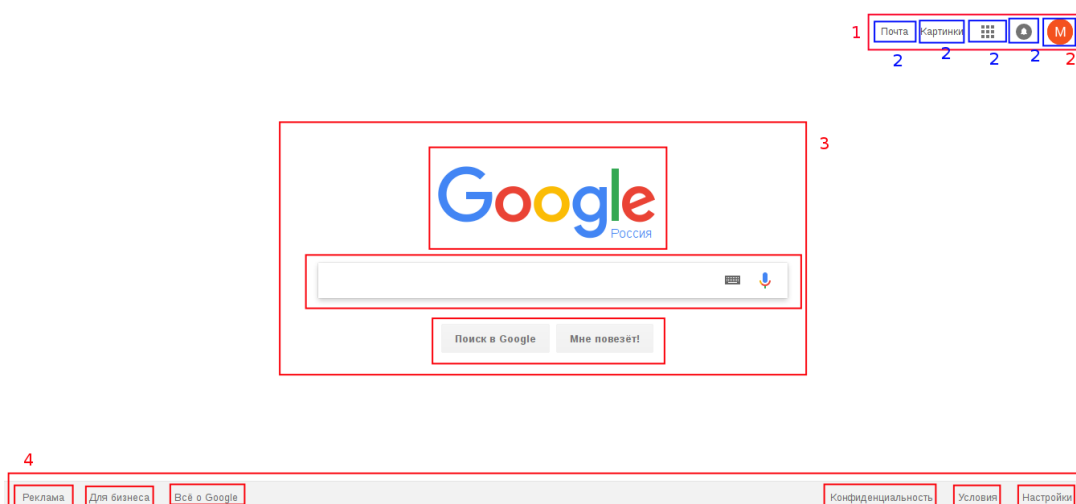 1 Почта Картинки M
2 2 2 2 2
3
Google
Россия
Поиск в Google Мне повезёт!
4
Реклама Для бизнеса Всё о Google Конфиденциальность Условия Настройки